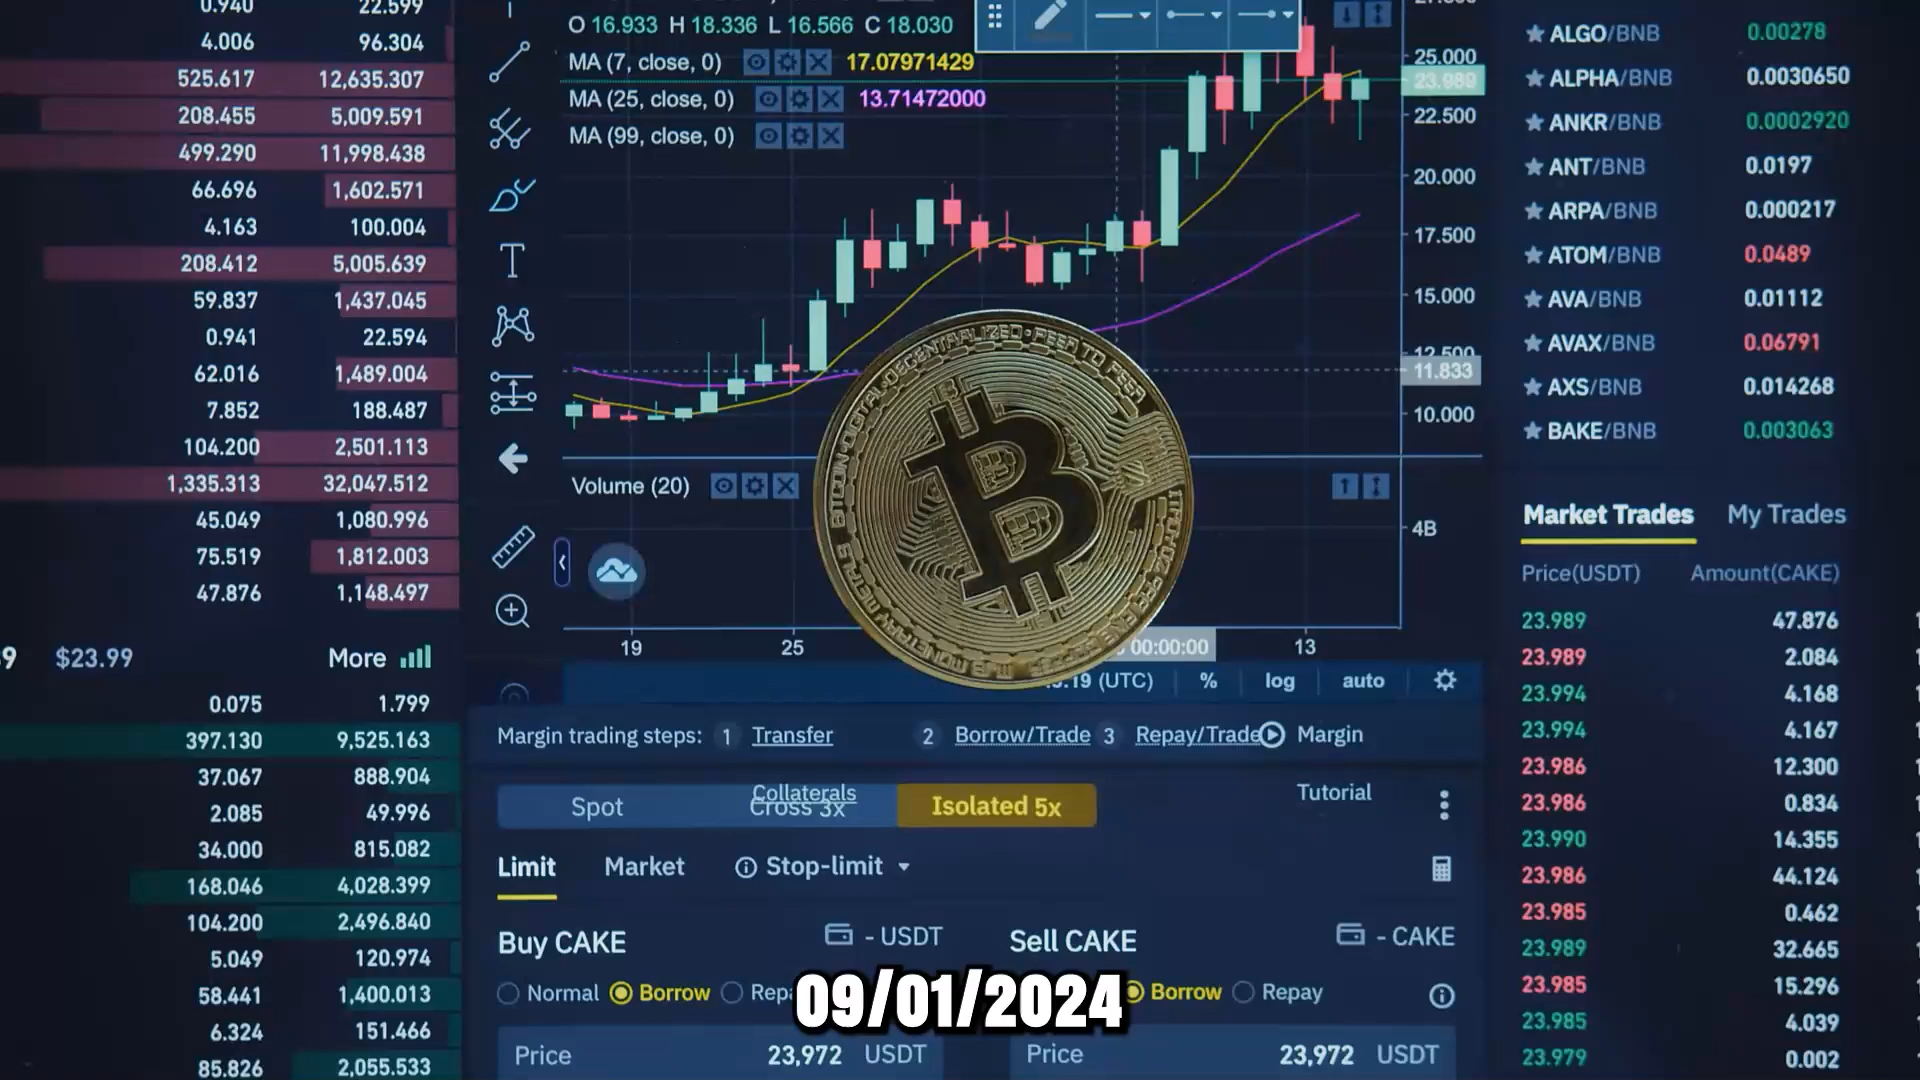 0.940 22.599
4.006 96.304
525.617 12,635.307
208.455 5,009.591
499.290 11,998.438
66.696 1,602.571
4.163 100.004
208.412 5,005.639
59.837 1,437.045
0.941 22.594
62.016 1,489.004
7.852 188.487
104.200 2,501.113
1,335.313 32,047.512
45.049 1,080.996
75.519 1,812.003
47.876 1,148.497
$23.99 More
0.075 1.799
397.130 9,525.163
37.067 888.904
2.085 49.996
34.000 815.082
168.046 4,028.399
104.200 2,496.840
5.049 120.974
58.441 1,400.013
6.324 151.466
85.826 2,055.533
O 16.933 H 18.336 L 16.566 C 18.030
MA (7, close, 0) 17.07971429
MA (25, close, 0) 13.71472000
MA (99, close, 0)
25.000
23.989
22.500
20.000
17.500
15.000
12.500
11.833
10.000
Volume (20)
4B
DECENTRALIZED • PEER TO PEER
BITCOIN
19 25 00:00:00 13
(UTC) % log auto
Margin trading steps: 1 Transfer 2 Borrow/Trade 3 Repay/Trade Margin
Collaterals Tutorial
Spot Cross 3x Isolated 5x
Limit Market Stop-limit
Buy CAKE - USDT Sell CAKE - CAKE
Normal Borrow Borrow Repay
09/01/2024
Price 23,972 USDT Price 23,972 USDT
ALGO/BNB 0.00278
ALPHA/BNB 0.0030650
ANKR/BNB 0.0002920
ANT/BNB 0.0197
ARPA/BNB 0.000217
ATOM/BNB 0.0489
AVA/BNB 0.01112
AVAX/BNB 0.06791
AXS/BNB 0.014268
BAKE/BNB 0.003063
Market Trades My Trades
Price(USDT) Amount(CAKE)
23.989 47.876
23.989 2.084
23.994 4.168
23.994 4.167
23.986 12.300
23.986 0.834
23.990 14.355
23.986 44.124
23.985 0.462
23.989 32.665
23.985 15.296
23.985 4.039
23.979 0.002